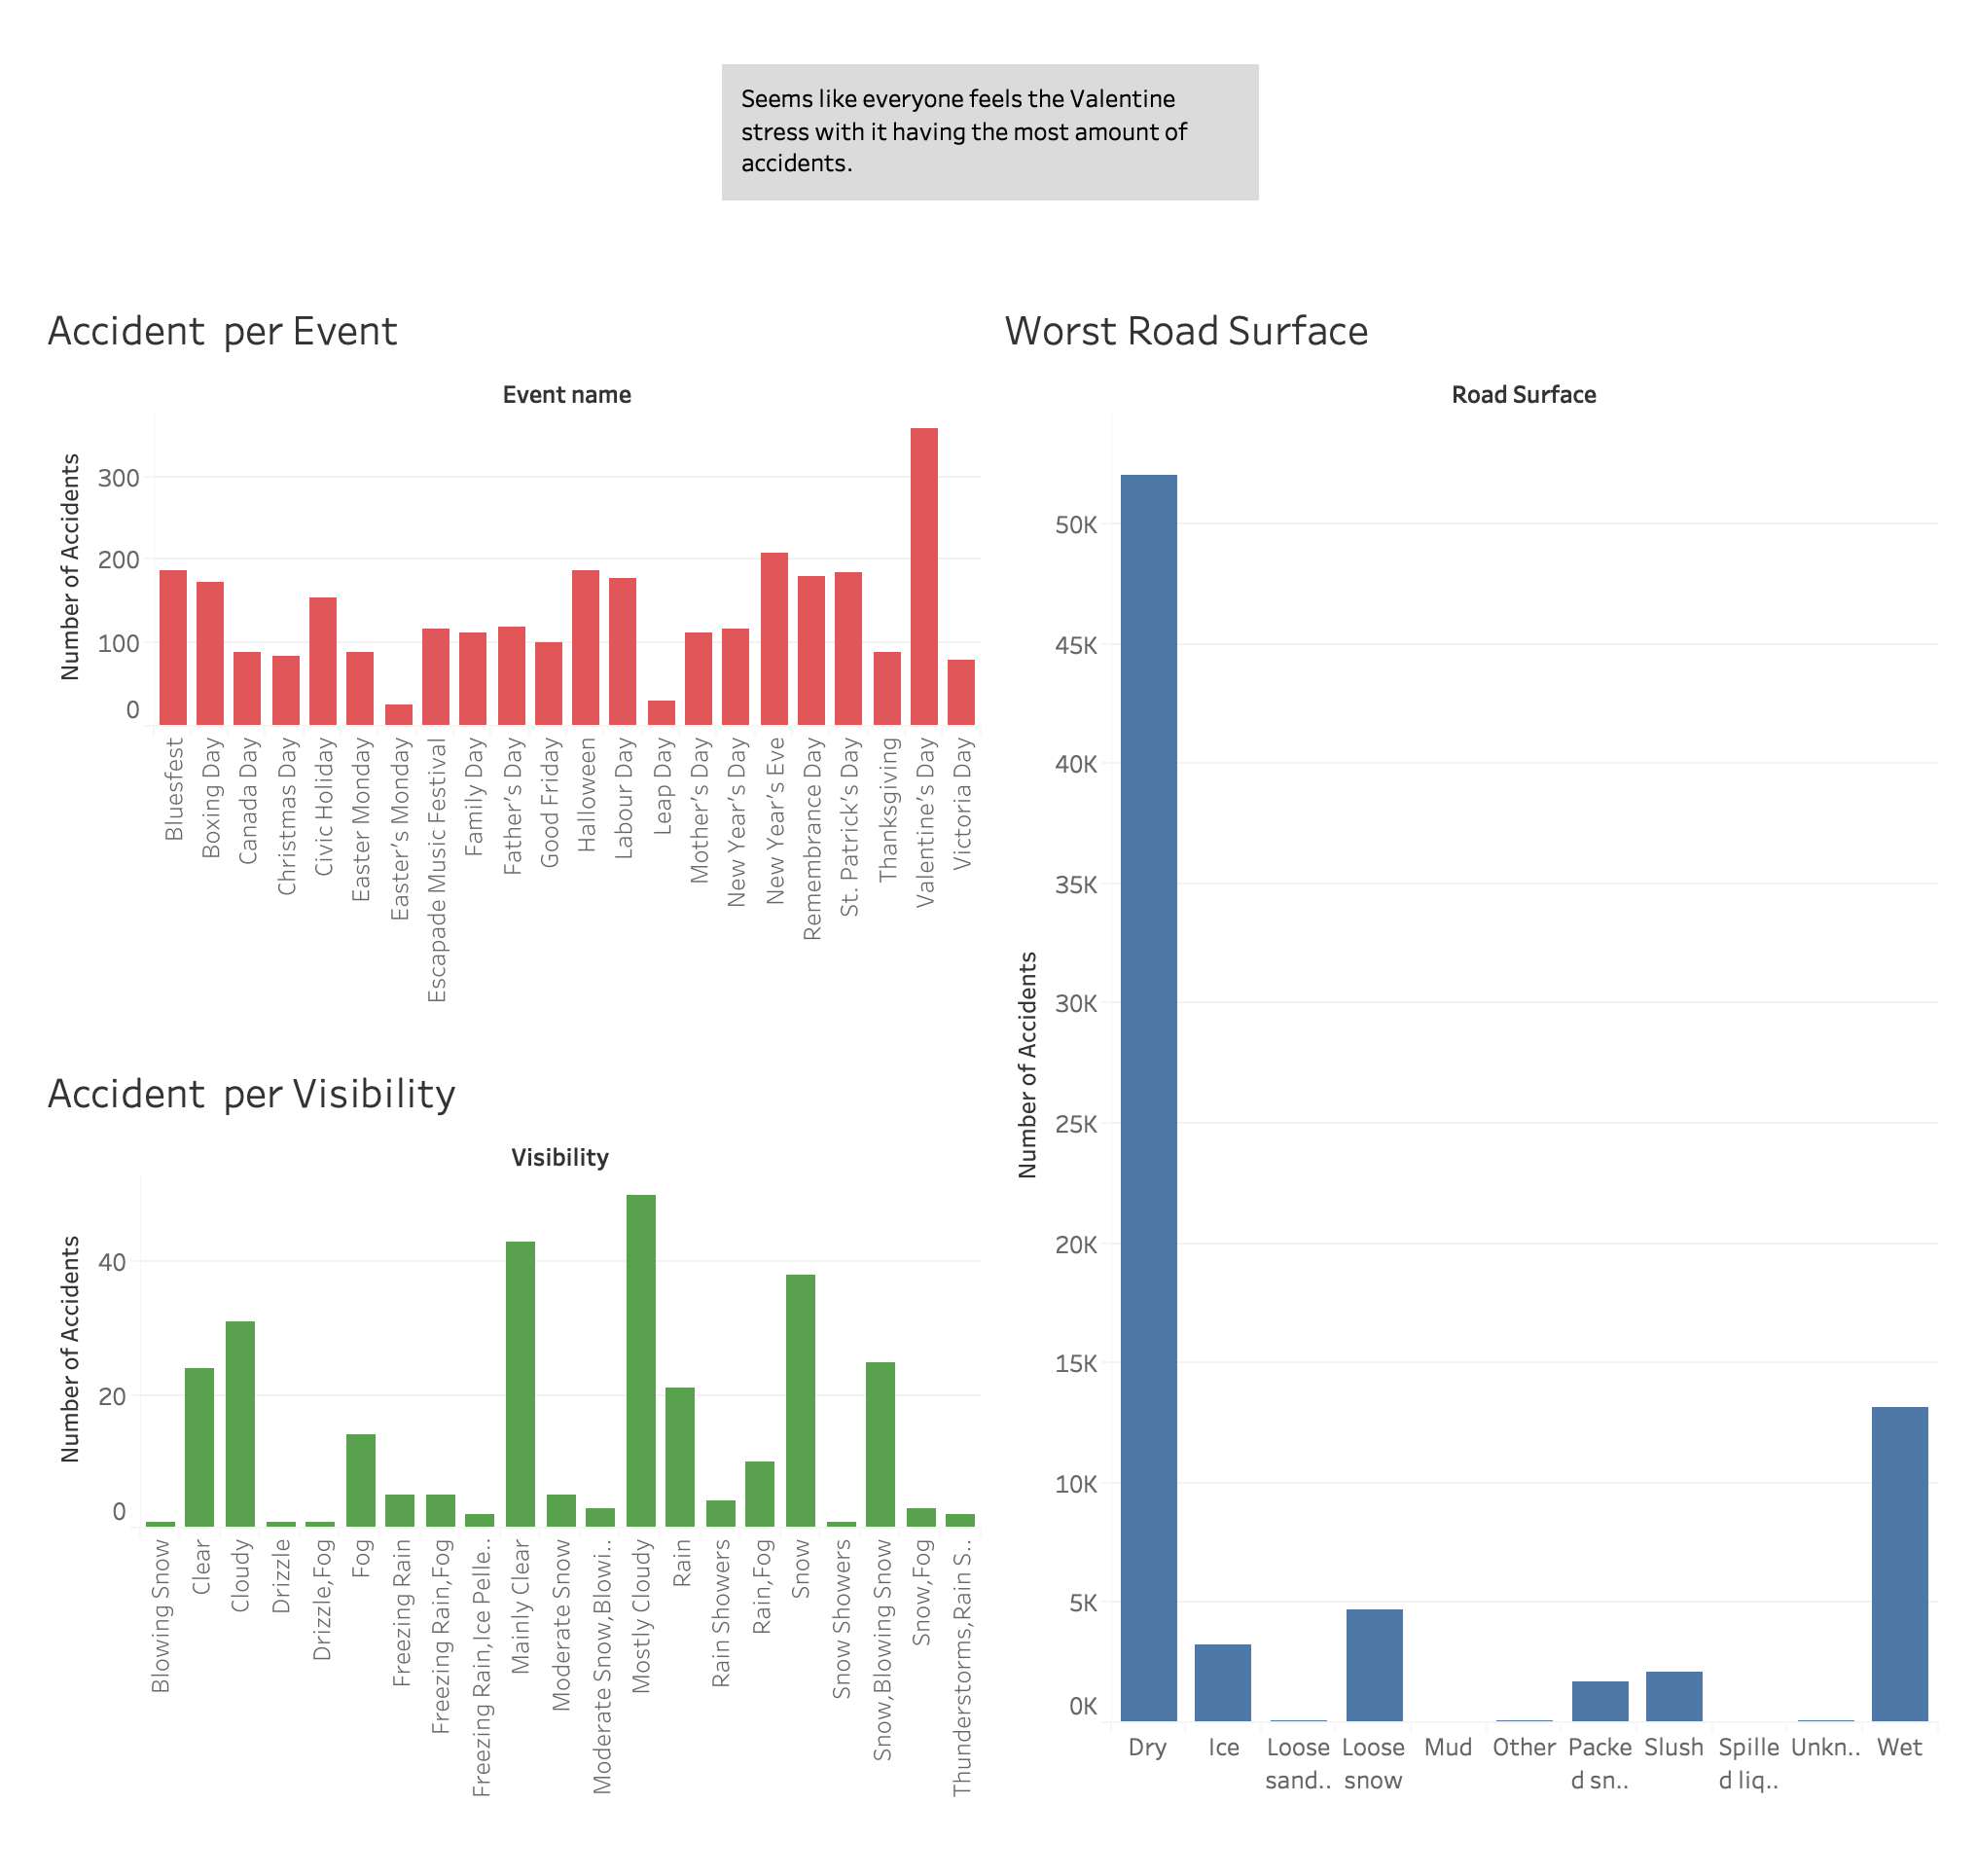 Seems like everyone feels the Valentine
stress with it having the most amount of
accidents.
Accident per Event
Event name
Number of Accidents
300
200
100
0
Bluesfest
Boxing Day
Canada Day
Christmas Day
Civic Holiday
Easter Monday
Easter's Monday
Escapade Music Festival
Family Day
Father's Day
Good Friday
Halloween
Labour Day
Leap Day
Mother's Day
New Year's Day
New Year's Eve
Remembrance Day
St. Patrick's Day
Thanksgiving
Valentine's Day
Victoria Day
Accident per Visibility
Visibility
Number of Accidents
40
20
0
Blowing Snow
Clear
Cloudy
Drizzle
Drizzle,Fog
Fog
Freezing Rain
Freezing Rain,Fog
Freezing Rain,Ice Pelle..
Mainly Clear
Moderate Snow
Moderate Snow,Blowi..
Mostly Cloudy
Rain
Rain Showers
Rain,Fog
Snow
Snow Showers
Snow,Blowing Snow
Snow,Fog
Thunderstorms,Rain S..
Worst Road Surface
Road Surface
Number of Accidents
50K
45K
40K
35K
30K
25K
20K
15K
10K
5K
0K
Dry
Ice
Loose
sand..
Loose
snow
Mud
Other
Packe
d sn..
Slush
Spille
d liq..
Unkn..
Wet